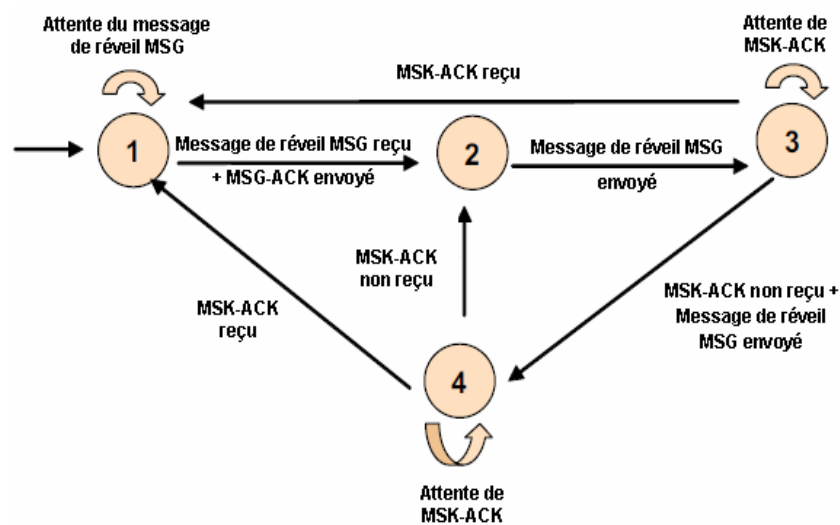 Attente du message
de réveil MSG
Attente de
MSK-ACK
MSK-ACK reçu
1
Message de réveil MSG reçu
+ MSG-ACK envoyé
2
Message de réveil MSG
envoyé
3
MSK-ACK
non reçu
MSK-ACK
reçu
MSK-ACK non reçu +
Message de réveil
MSG envoyé
4
Attente de
MSK-ACK